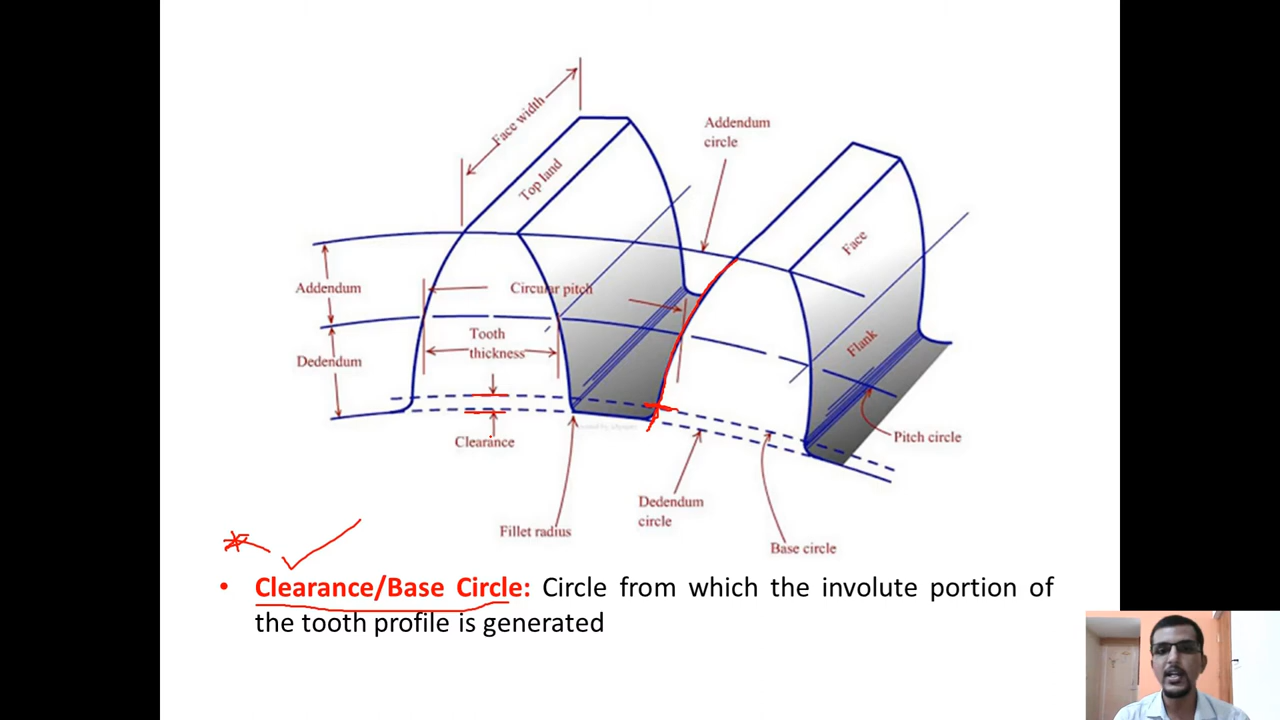 Face width
Addendum
circle
Top land
Face
Addendum
Circular pitch
Tooth
thickness
Flank
Dedendum
Clearance
Pitch circle
Dedendum
circle
Fillet radius
Base circle
• Clearance/Base Circle: Circle from which the involute portion of
the tooth profile is generated